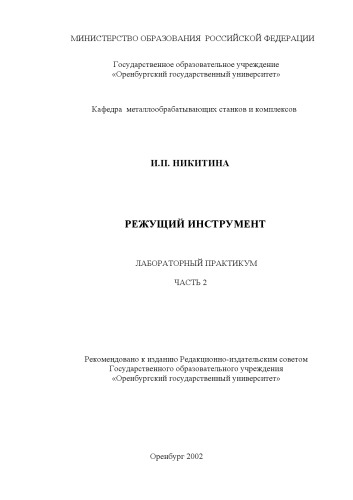 МИНИСТЕРСТВО ОБРАЗОВАНИЯ РОССИЙСКОЙ ФЕДЕРАЦИИ
Государственное образовательное учреждение
«Оренбургский государственный университет»
Кафедра металлообрабатывающих станков и комплексов
И.П. НИКИТИНА
РЕЖУЩИЙ ИНСТРУМЕНТ
ЛАБОРАТОРНЫЙ ПРАКТИКУМ
ЧАСТЬ 2
Рекомендовано к изданию Редакционно-издательским советом
Государственного образовательного учреждения
«Оренбургский государственный университет»
Оренбург 2002